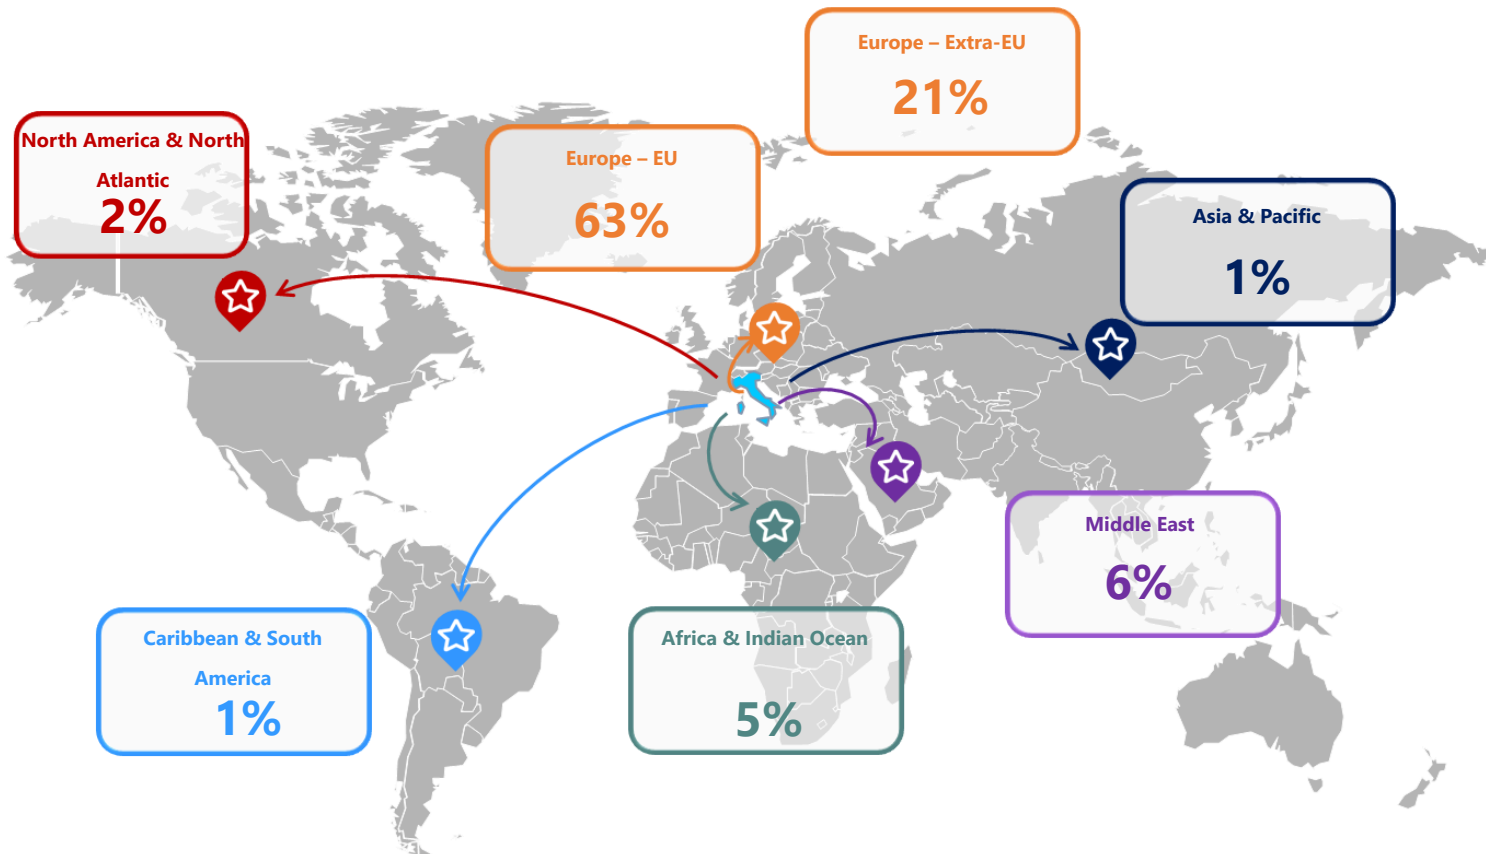 Europe – Extra-EU
21%
North America & North
Atlantic
2%
Europe – EU
63%
Asia & Pacific
1%
Middle East
6%
Caribbean & South
America
1%
Africa & Indian Ocean
5%